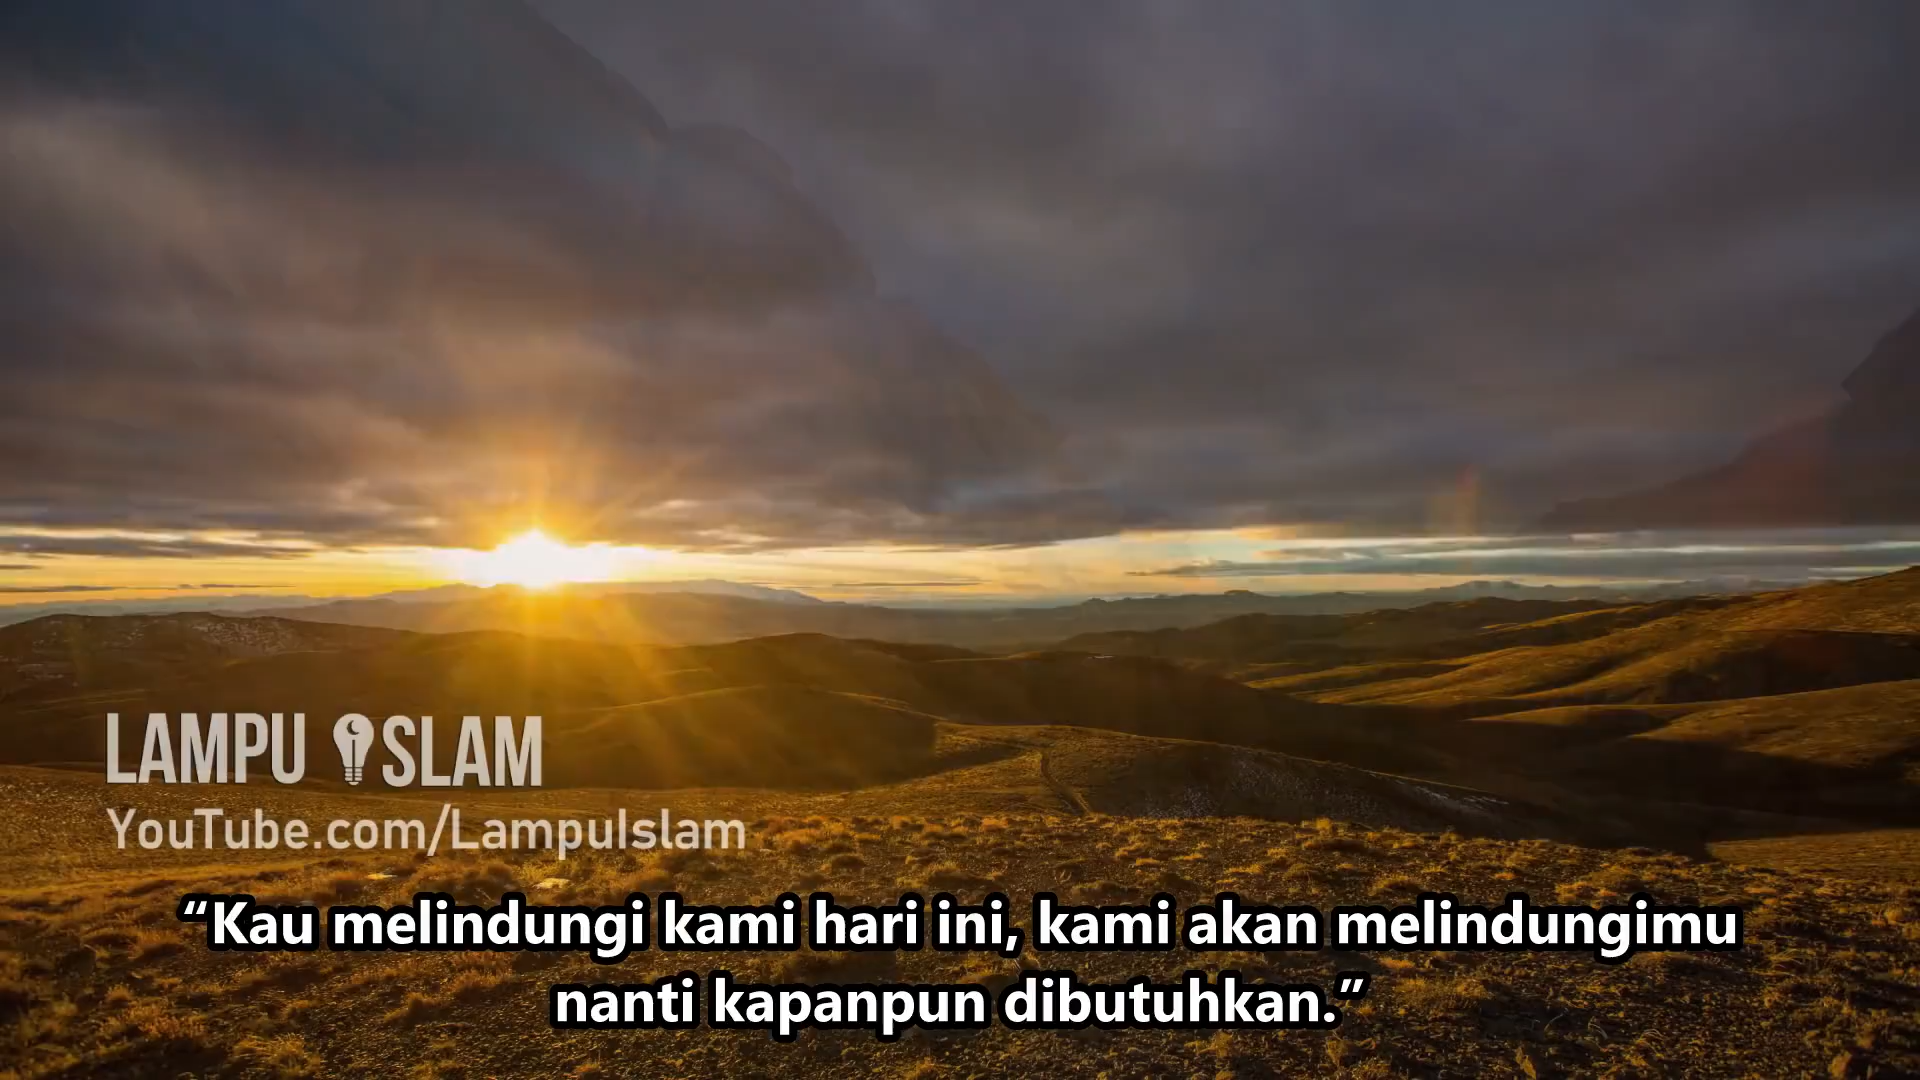 LAMPU ISLAM
YouTube.com/LampuIslam
“Kau melindungi kami hari ini, kami akan melindungimu
nanti kapanpun dibutuhkan.”